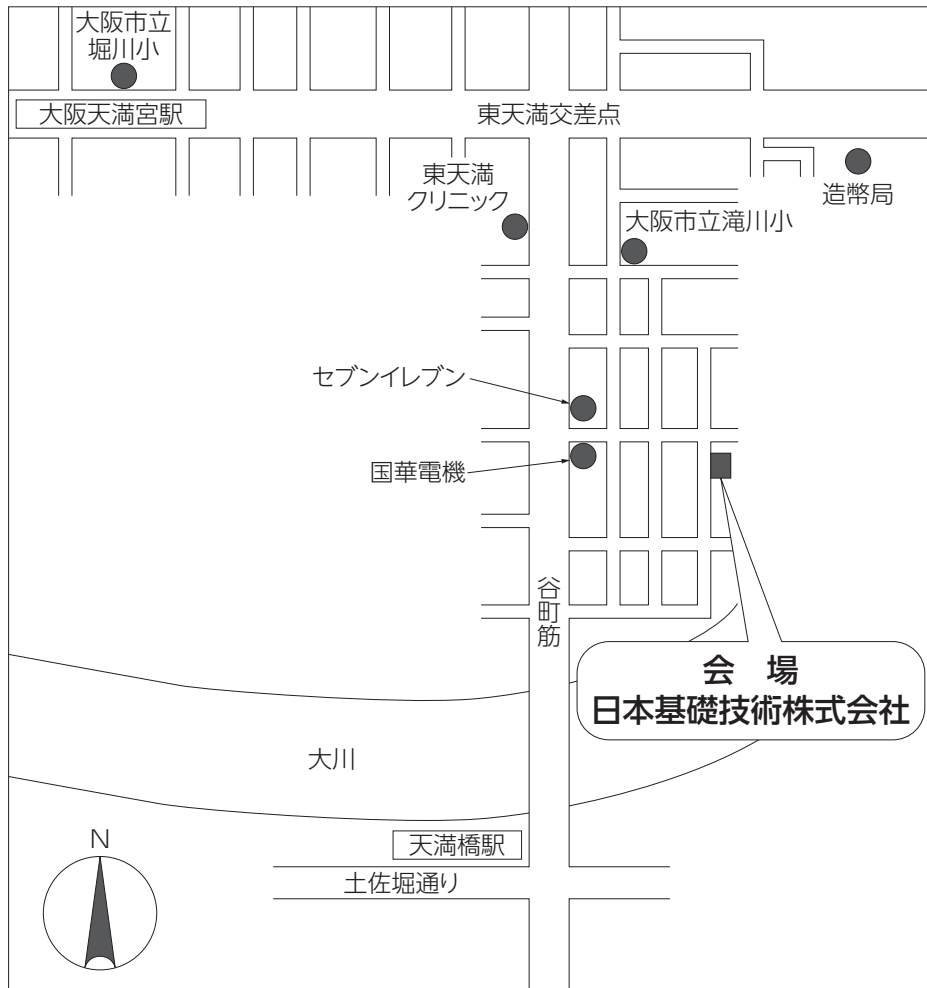 大阪市立
堀川小
大阪天満宮駅
東天満交差点
東天満
クリニック
造幣局
大阪市立滝川小
セブンイレブン
国華電機
谷町筋
会　場
日本基礎技術株式会社
大川
天満橋駅
土佐堀通り
N